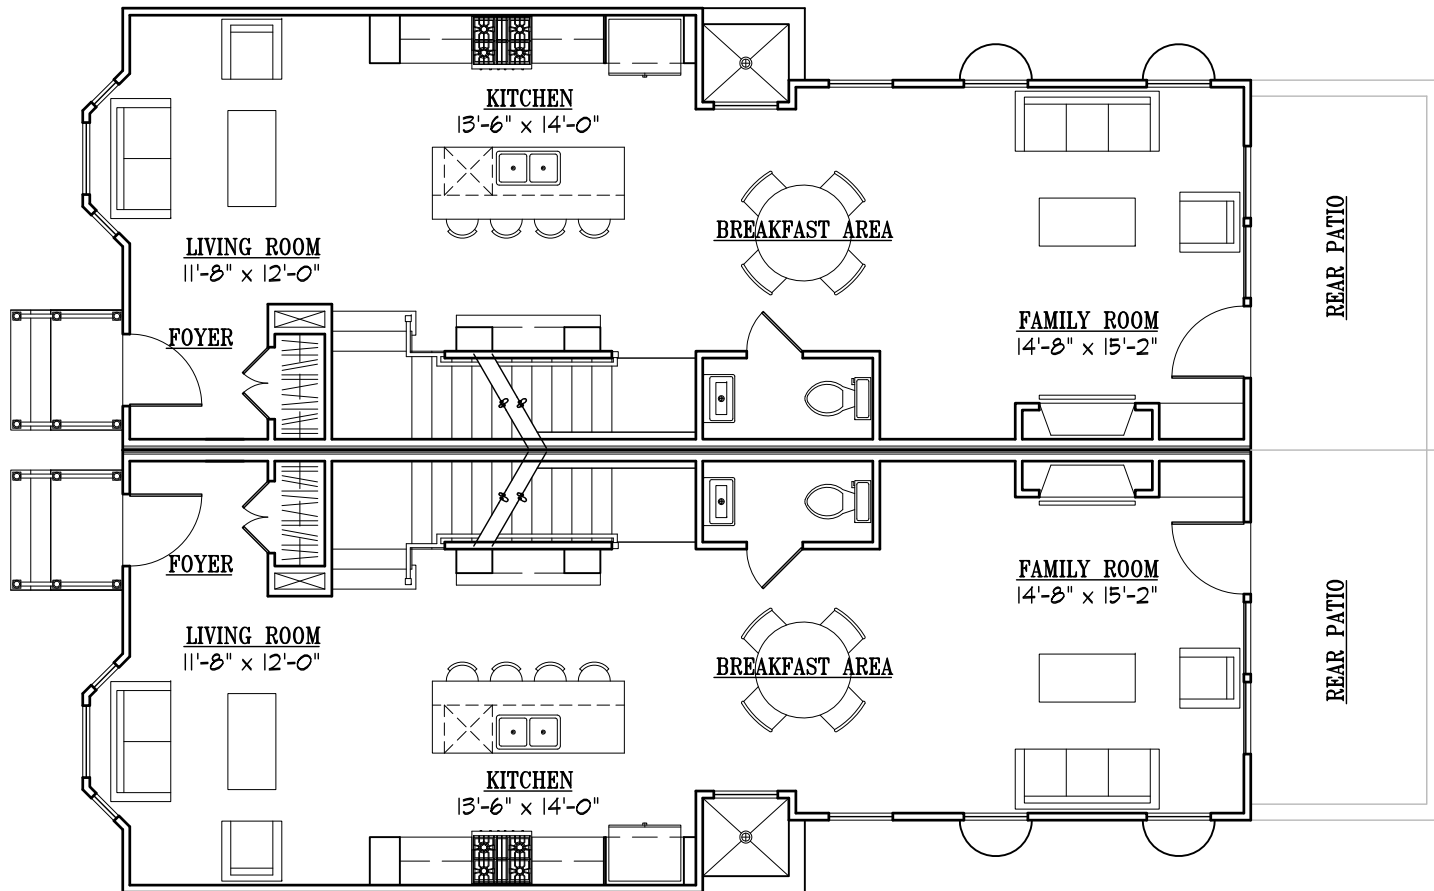 KITCHEN
13'-6" x 14'-0"
BREAKFAST AREA
LIVING ROOM
11'-8" x 12'-0"
REAR PATIO
FOYER
FAMILY ROOM
14'-8" x 15'-2"
FOYER
FAMILY ROOM
14'-8" x 15'-2"
LIVING ROOM
11'-8" x 12'-0"
BREAKFAST AREA
REAR PATIO
KITCHEN
13'-6" x 14'-0"